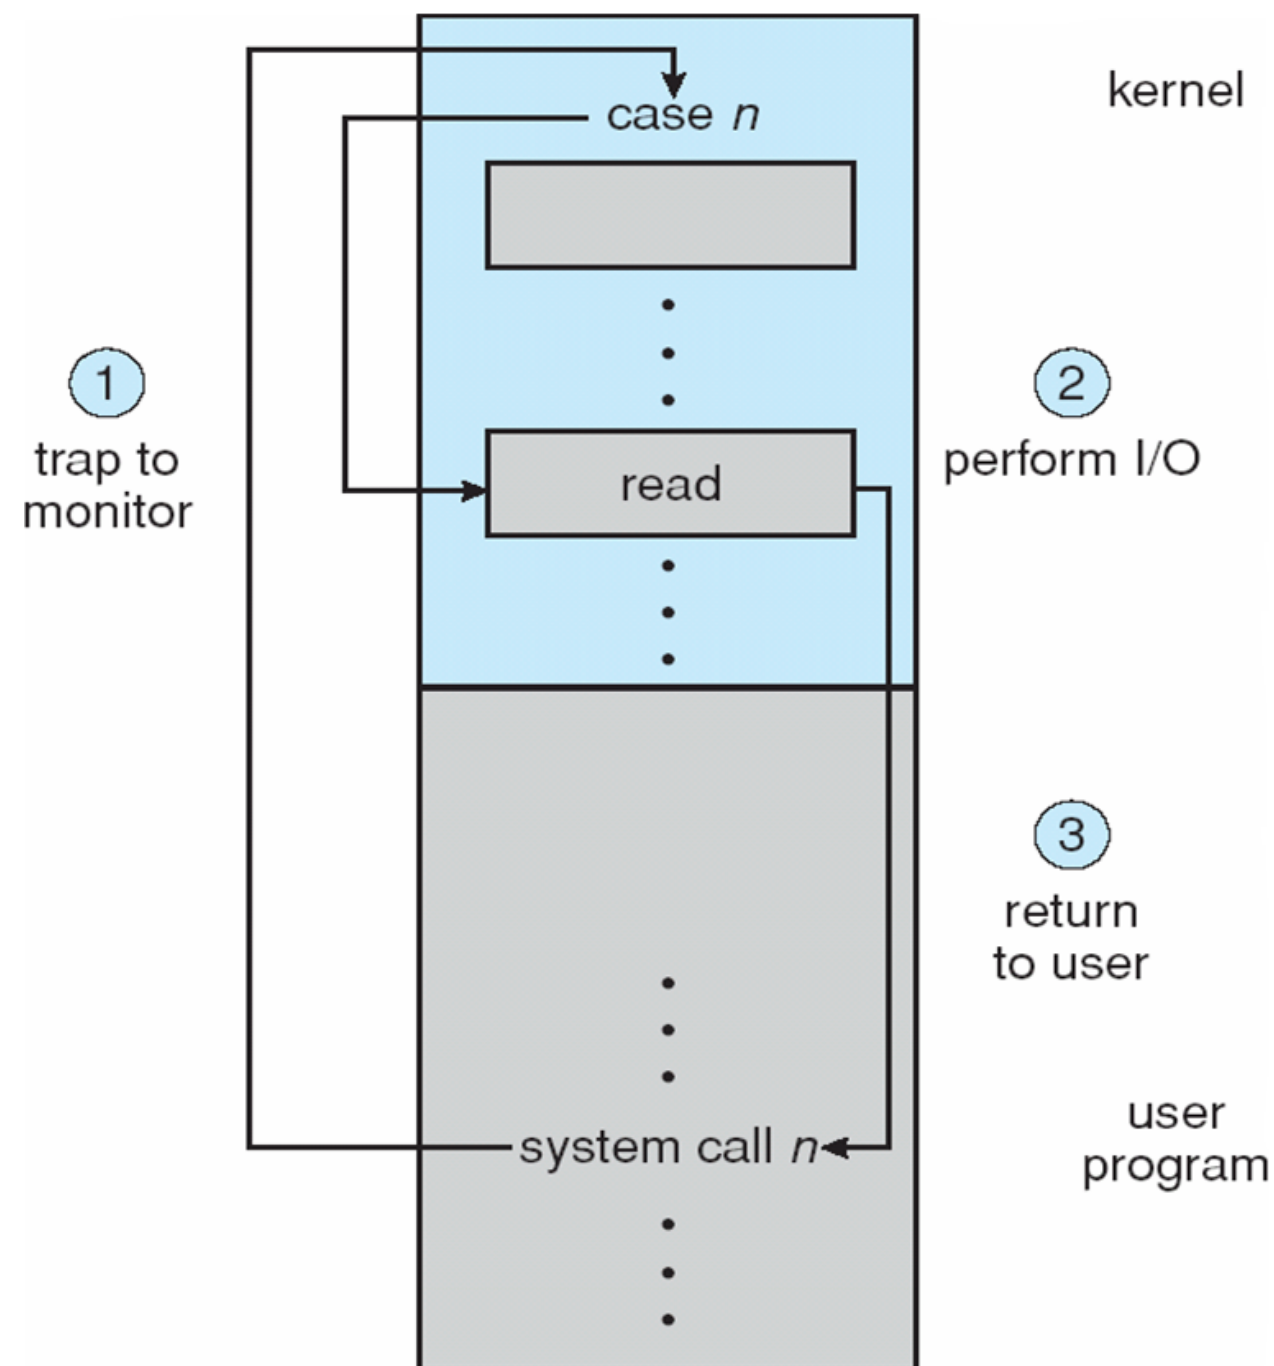 kernel
case n
1
trap to
monitor
2
perform I/O
read
3
return
to user
system call n
user
program